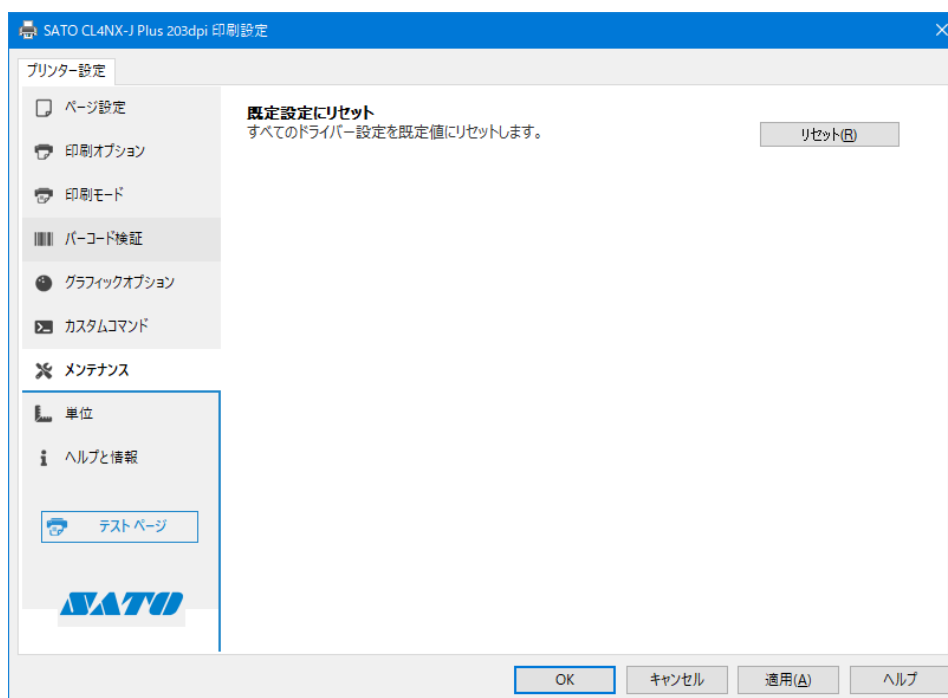 SATO CL4NX-J Plus 203dpi 印刷設定
プリンター設定
ページ設定
印刷オプション
印刷モード
バーコード検証
グラフィックオプション
カスタムコマンド
メンテナンス
単位
ヘルプと情報
テスト ページ
SATO
既定設定にリセット
すべてのドライバー設定を既定値にリセットします。
リセット(R)
OK
キャンセル
適用(A)
ヘルプ